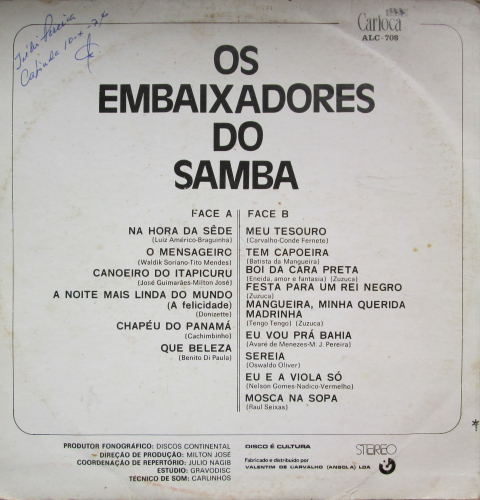 Carioca
ALC-708
Cabinda 10-X-74
OS
EMBAIXADORES
DO
SAMBA
FACE A
NA HORA DA SÊDE
(Luiz Américo-Braguinha)
O MENSAGEIRO
(Waldik Soriano-Tito Mendes)
CANOEIRO DO ITAPICURU
(José Guimarães-Milton José)
A NOITE MAIS LINDA DO MUNDO
(A felicidade)
(Donizette)
CHAPÉU DO PANAMÁ
(Cachimbinho)
QUE BELEZA
(Benito Di Paula)
FACE B
MEU TESOURO
(Carvalho-Conde Fernete)
TEM CAPOEIRA
(Batista da Mangueira)
BOI DA CARA PRETA
(Eneida, amor e fantasia) (Zuzuca)
FESTA PARA UM REI NEGRO
(Zuzuca)
MANGUEIRA, MINHA QUERIDA
MADRINHA
(Tengo Tengo) (Zuzuca)
EU VOU PRÁ BAHIA
(Avaré de Menezes-M. J. Pereira)
SEREIA
(Oswaldo Oliver)
EU E A VIOLA SÓ
(Nelson Gomes-Nadico-Vermelho)
MOSCA NA SOPA
(Raul Seixas)
PRODUTOR FONOGRÁFICO: DISCOS CONTINENTAL
DIREÇÃO DE PRODUÇÃO: MILTON JOSÉ
COORDENAÇÃO DE REPERTÓRIO: JULIO NAGIB
ESTÚDIO: GRAVODISC
TÉCNICO DE SOM: CARLINHOS
DISCO É CULTURA
Fabricado e distribuído por
VALENTIM DE CARVALHO (ANGOLA) LDA
STEREO